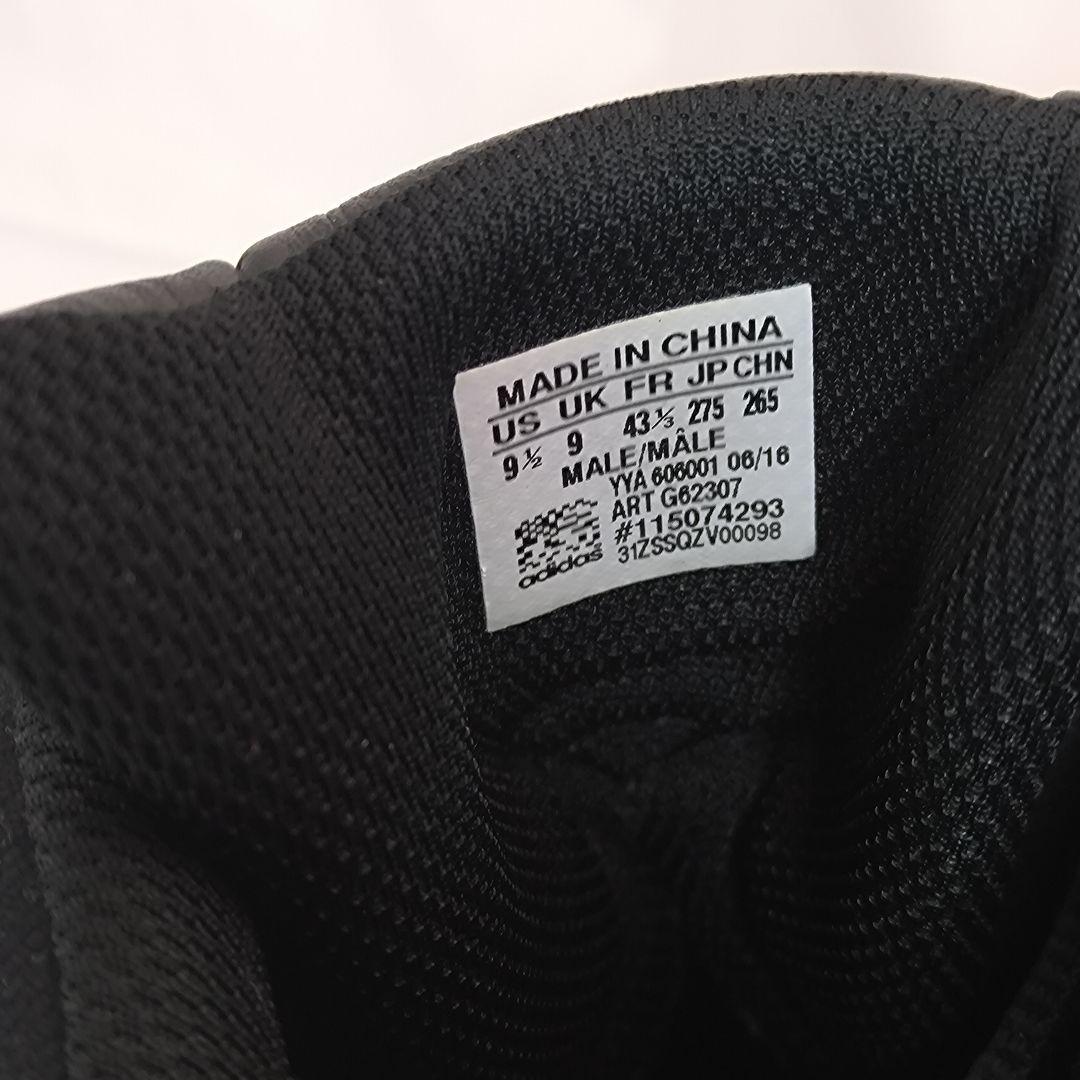 MADE IN CHINA
US UK FR JP CHN
9½ 9 43⅓ 275 265
MALE/MÂLE
YYA 606001 06/16
ART G62307
#115074293
31ZSSQZV00098
adidas